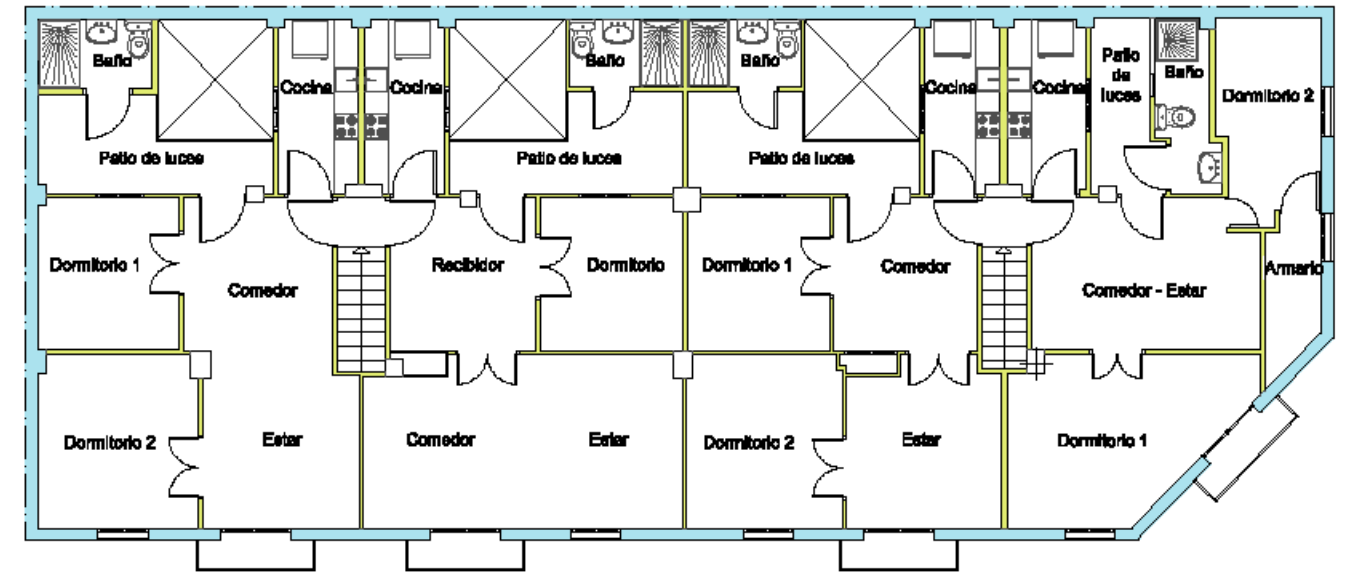 Baño
Baño
Baño
Patio
de
luces
Baño
Cocina
Cocina
Cocina
Cocina
Dormitorio 2
Patio de luces
Patio de luces
Patio de luces
Dormitorio 1
Comedor
Recibidor
Dormitorio
Dormitorio 1
Comedor
Comedor - Estar
Armario
Dormitorio 2
Estar
Comedor
Estar
Dormitorio 2
Estar
Dormitorio 1